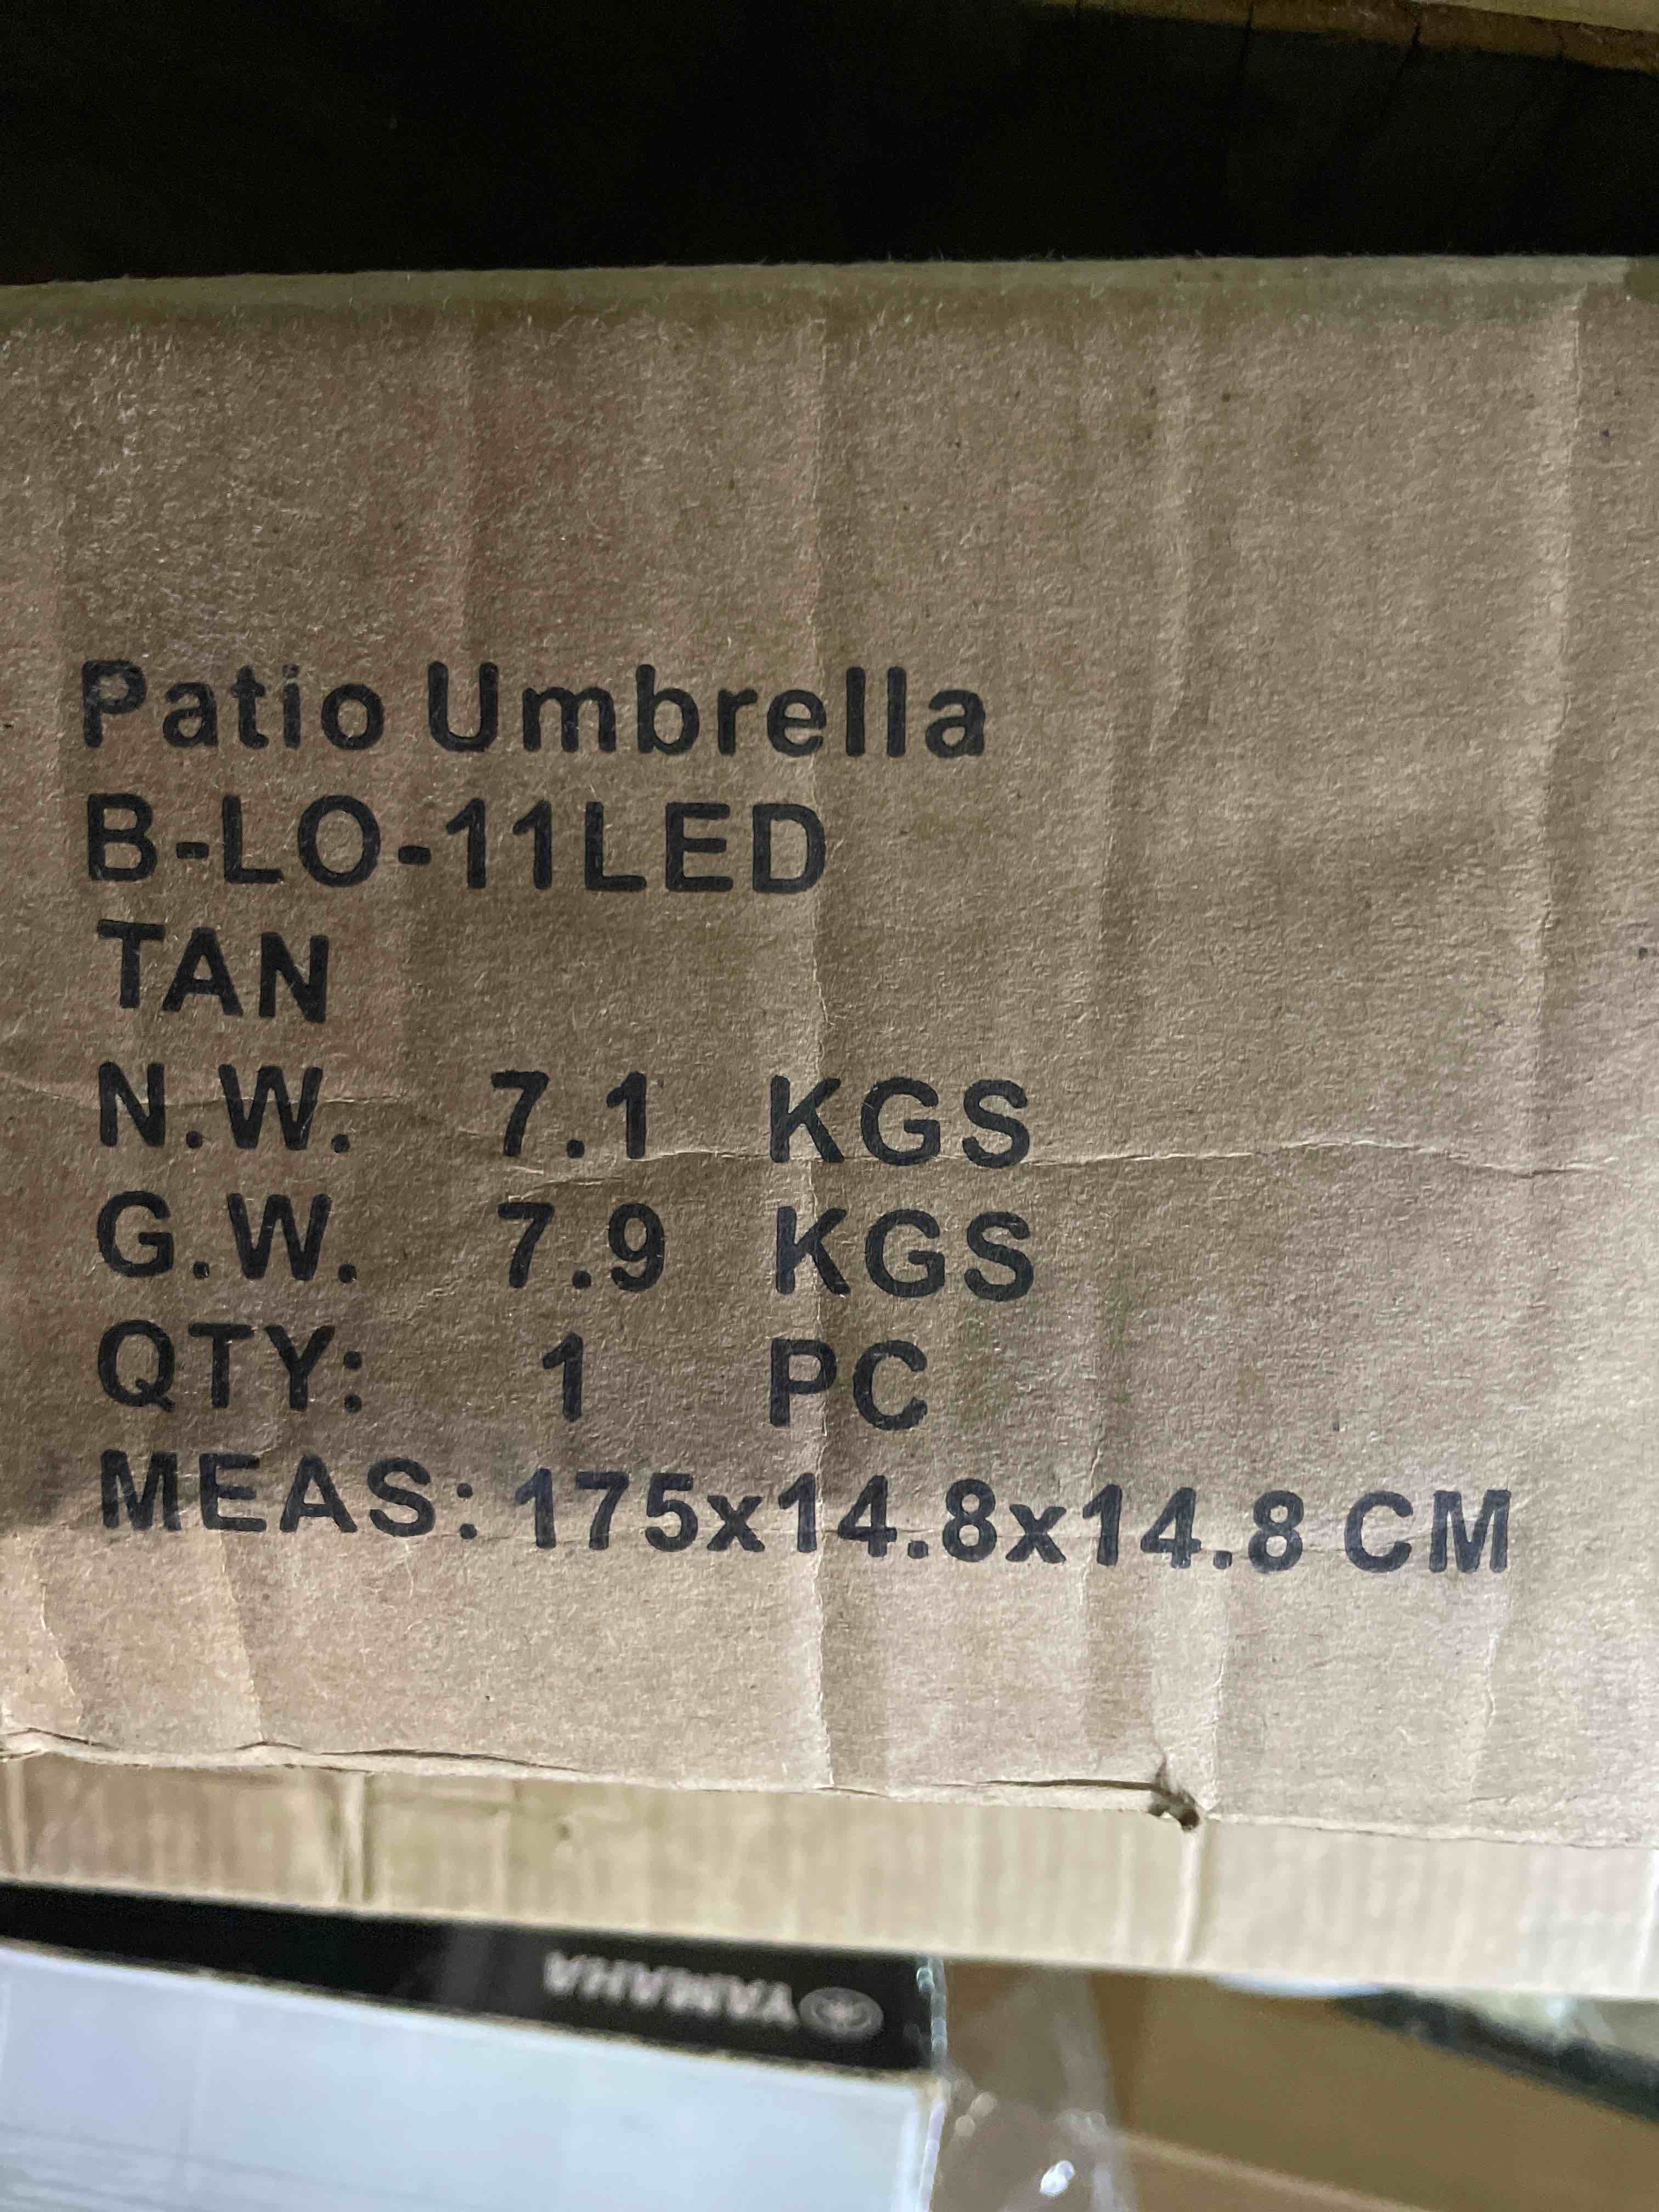 Patio Umbrella
B-LO-11LED
TAN
N.W. 7.1 KGS
G.W. 7.9 KGS
QTY: 1 PC
MEAS: 175x14.8x14.8 CM
YAMAHA